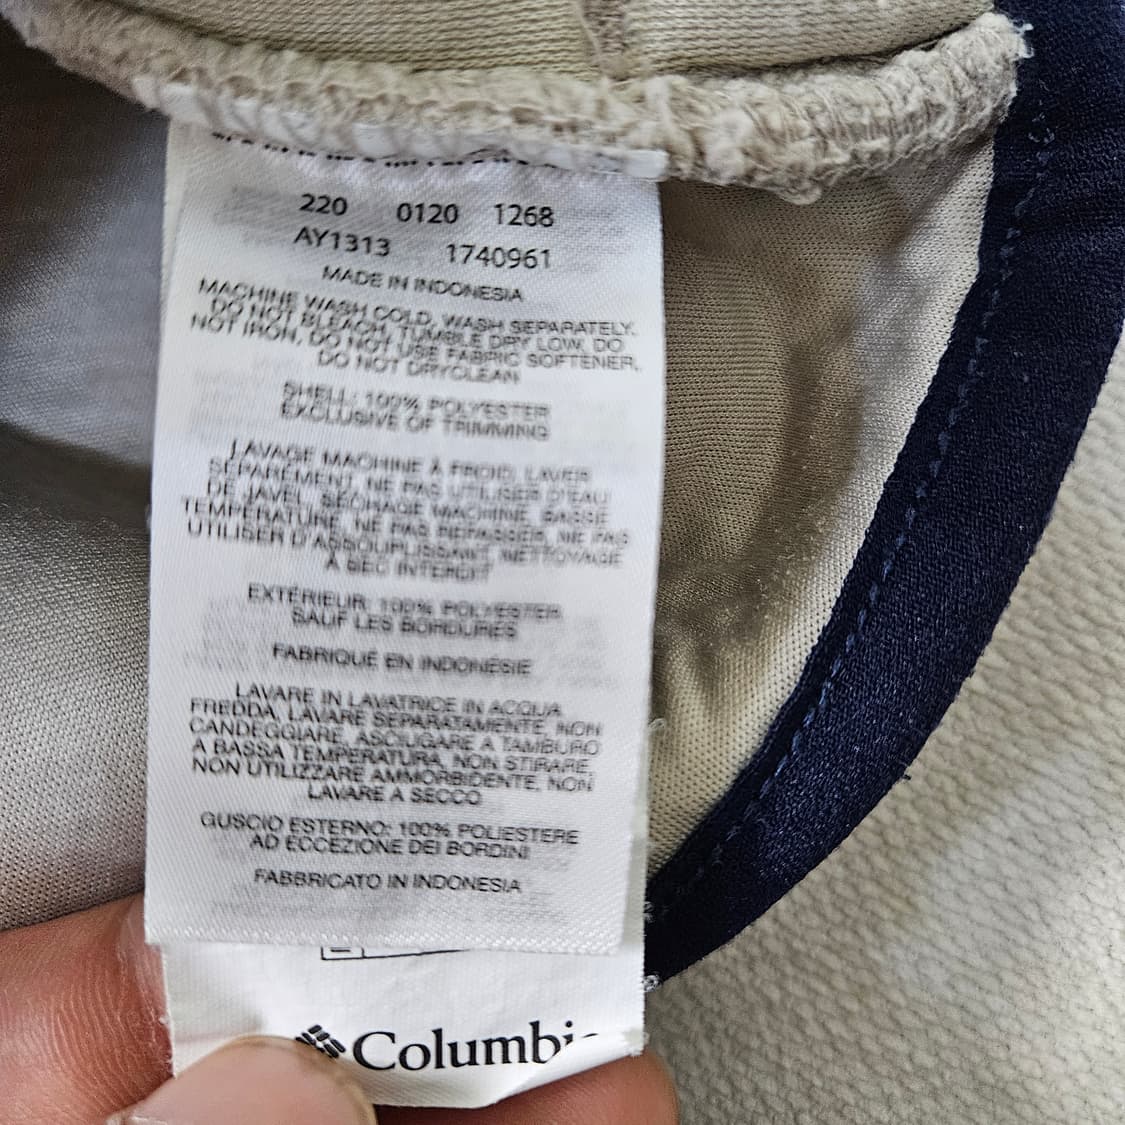 220 0120 1268
AY1313 1740961
MADE IN INDONESIA
MACHINE WASH COLD, WASH SEPARATELY,
DO NOT BLEACH, TUMBLE DRY LOW, DO
NOT IRON, DO NOT USE FABRIC SOFTENER,
DO NOT DRYCLEAN
SHELL: 100% POLYESTER
EXCLUSIVE OF TRIMMING
LAVAGE MACHINE À FROID, LAVER
SÉPARÉMENT, NE PAS UTILISER D'EAU
DE JAVEL, SÉCHAGE MACHINE, BASSE
TEMPÉRATURE, NE PAS REPASSER, NE PAS
UTILISER D'ASSOUPLISSANT, NETTOYAGE
À SEC INTERDIT
EXTÉRIEUR: 100% POLYESTER
SAUF LES BORDURES
FABRIQUÉ EN INDONÉSIE
LAVARE IN LAVATRICE IN ACQUA
FREDDA, LAVARE SEPARATAMENTE, NON
CANDEGGIARE, ASCIUGARE A TAMBURO
A BASSA TEMPERATURA, NON STIRARE,
NON UTILIZZARE AMMORBIDENTE, NON
LAVARE A SECCO
GUSCIO ESTERNO: 100% POLIESTERE
AD ECCEZIONE DEI BORDINI
FABBRICATO IN INDONESIA
Columbi